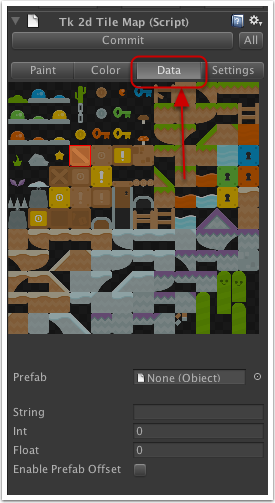 Tk 2d Tile Map (Script)
Commit
All
Paint
Color
Data
Settings
Prefab
None (Object)
String
Int
0
Float
0
Enable Prefab Offset